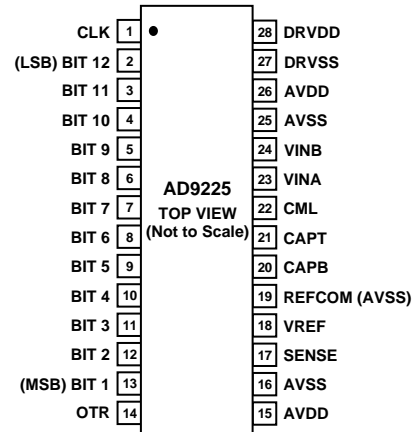 CLK 1 28 DRVDD
(LSB) BIT 12 2 27 DRVSS
BIT 11 3 26 AVDD
BIT 10 4 25 AVSS
BIT 9 5 24 VINB
BIT 8 6 23 VINA
BIT 7 7 22 CML
BIT 6 8 21 CAPT
BIT 5 9 20 CAPB
BIT 4 10 19 REFCOM (AVSS)
BIT 3 11 18 VREF
BIT 2 12 17 SENSE
(MSB) BIT 1 13 16 AVSS
OTR 14 15 AVDD
AD9225
TOP VIEW
(Not to Scale)